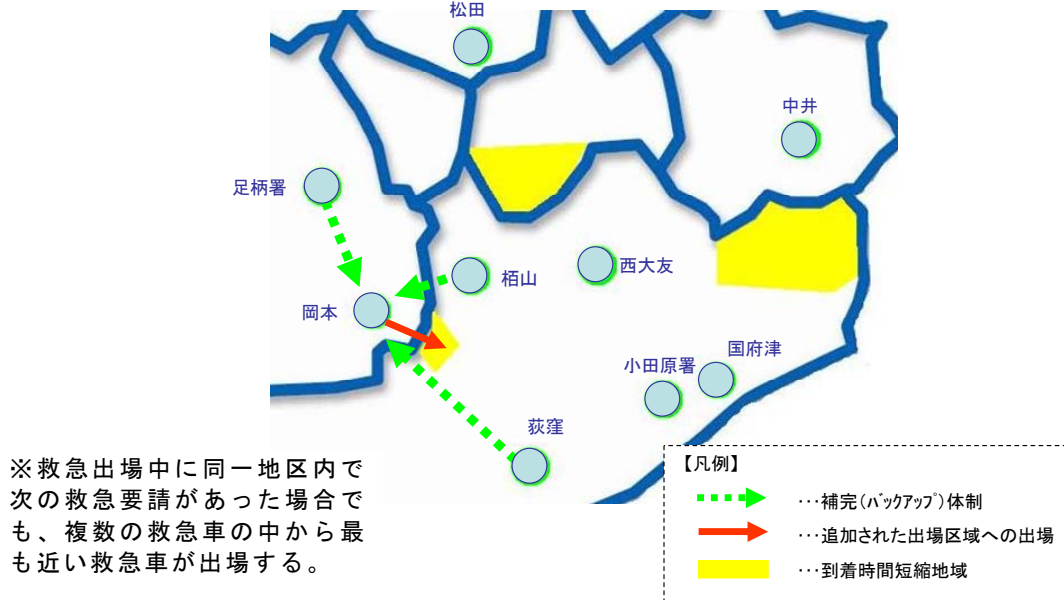 松田
中井
足柄署
栢山
西大友
岡本
国府津
小田原署
荻窪
※救急出場中に同一地区内で
次の救急要請があった場合で
も、複数の救急車の中から最
も近い救急車が出場する。
【凡例】
…補完(ﾊﾞｯｸｱｯﾌﾟ)体制
…追加された出場区域への出場
…到着時間短縮地域